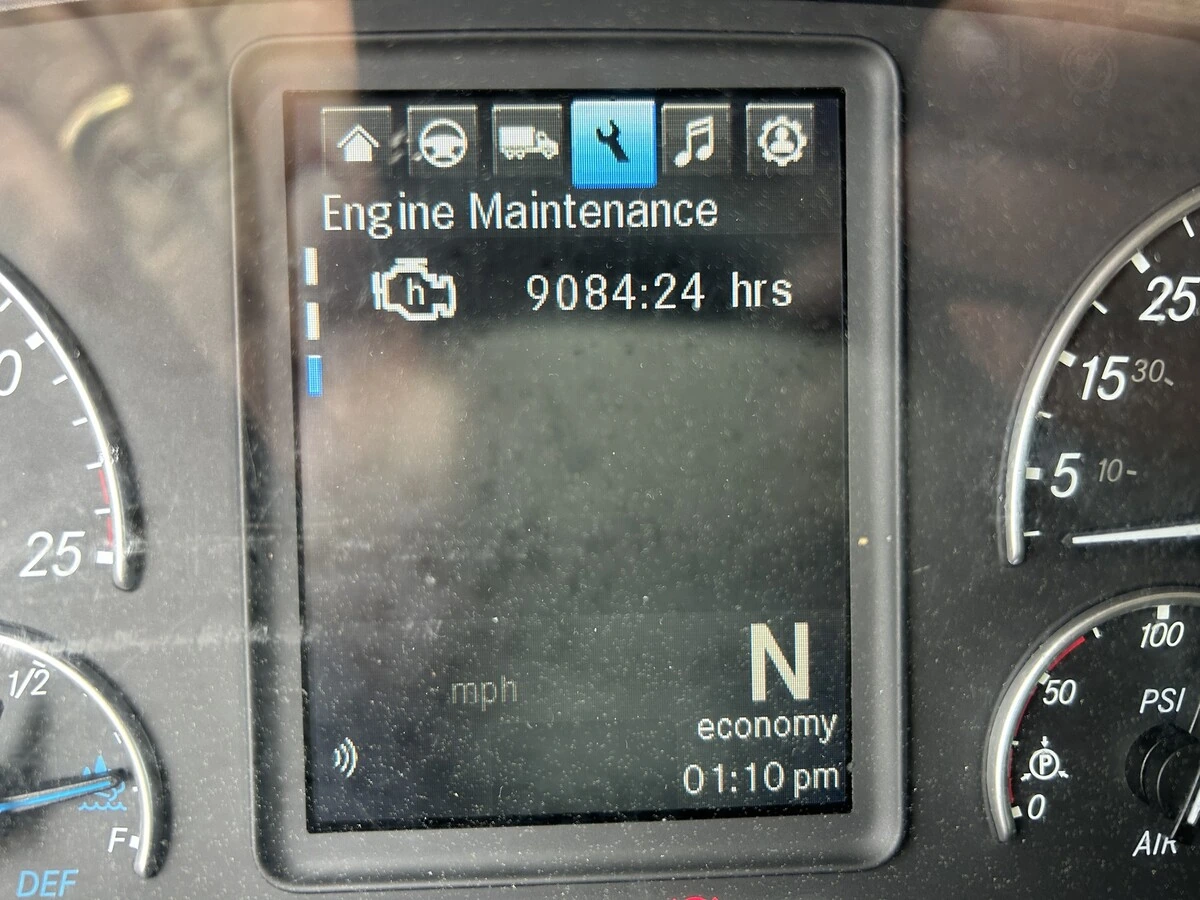 Engine Maintenance
h 9084:24 hrs
mph
N
economy
01:10 pm
0
25
1/2
F
DEF
25
15 30
5 10
100
50
PSI
P
0
AIR